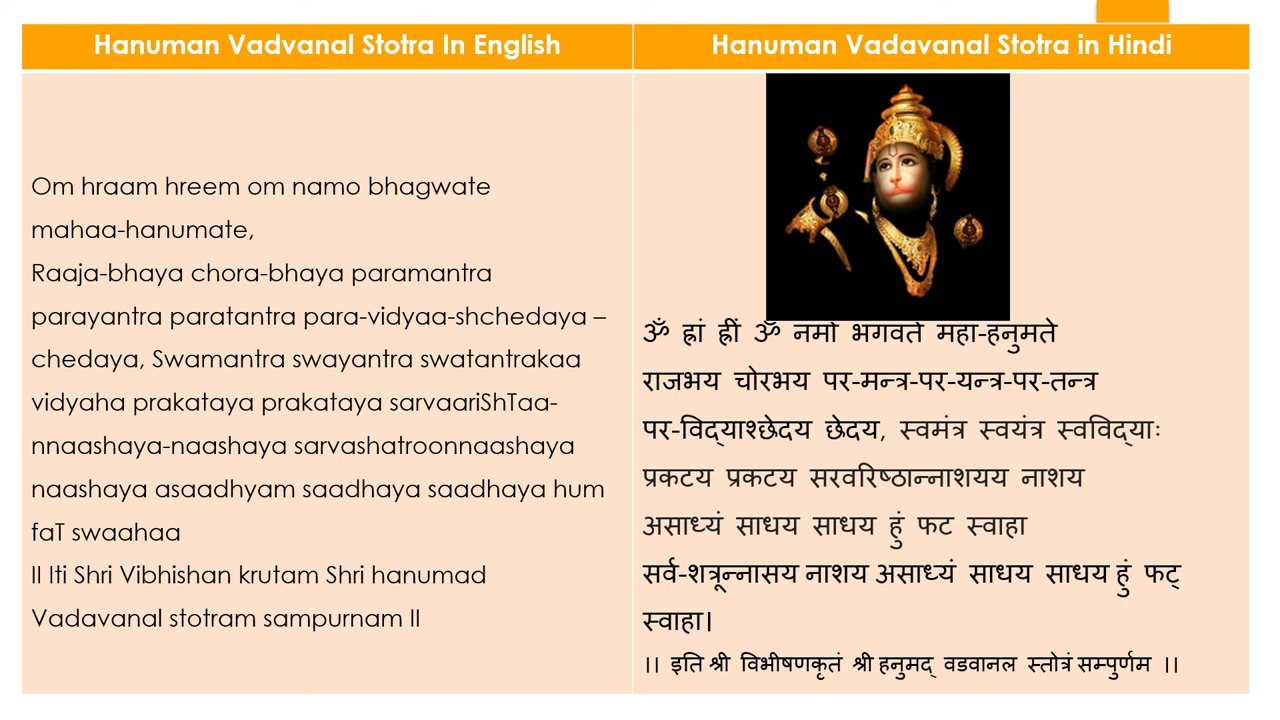 Hanuman Vadvanal Stotra In English
Om hraam hreem om namo bhagwate
mahaa-hanumate,
Raaja-bhaya chora-bhaya paramantra
parayantra paratantra para-vidyaa-shchedaya –
chedaya, Swamantra swayantra swatantrakaa
vidyaha prakataya prakataya sarvaariShTaa-
nnaashaya-naashaya sarvashatroonnaashaya
naashaya asaadhyam saadhaya saadhaya hum
faT swaahaa
II Iti Shri Vibhishan krutam Shri hanumad
Vadavanal stotram sampurnam II
Hanuman Vadavanal Stotra in Hindi
ॐ ह्रां ह्रीं ॐ नमो भगवते महा-हनुमते
राजभय चोरभय पर-मन्त्र-पर-यन्त्र-पर-तन्त्र
पर-विद्याश्छेदय छेदय, स्वमंत्र स्वयंत्र स्वविद्याः
प्रकटय प्रकटय सरवरिष्ठान्नाशयय नाशय
असाध्यं साधय साधय हुं फट स्वाहा
सर्व-शत्रून्नासय नाशय असाध्यं साधय साधय हुं फट्
स्वाहा।
।। इति श्री विभीषणकृतं श्री हनुमद् वडवानल स्तोत्रं सम्पुर्णम ।।